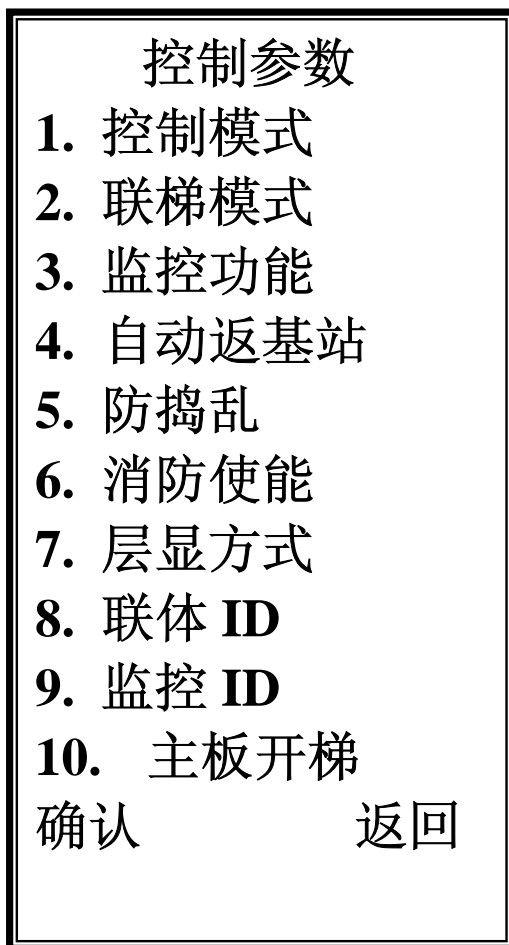 控制参数
1. 控制模式
2. 联梯模式
3. 监控功能
4. 自动返基站
5. 防捣乱
6. 消防使能
7. 层显方式
8. 联体 ID
9. 监控 ID
10. 主板开梯
确认 返回